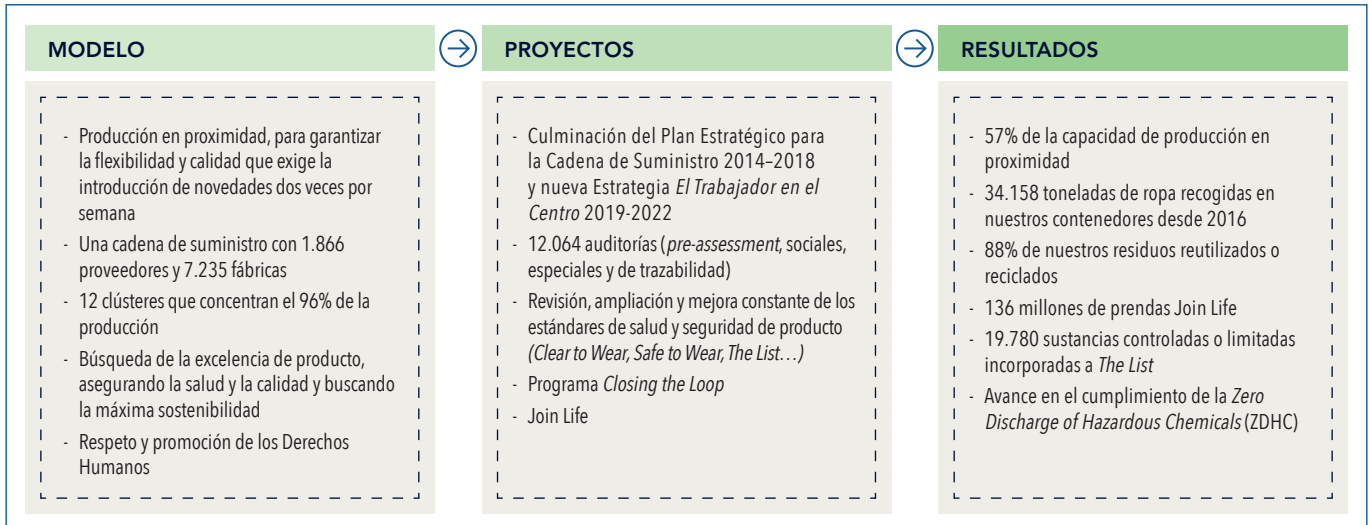 MODELO
- Producción en proximidad, para garantizar
la flexibilidad y calidad que exige la
introducción de novedades dos veces por
semana
- Una cadena de suministro con 1.866
proveedores y 7.235 fábricas
- 12 clústeres que concentran el 96% de la
producción
- Búsqueda de la excelencia de producto,
asegurando la salud y la calidad y buscando
la máxima sostenibilidad
- Respeto y promoción de los Derechos
Humanos
PROYECTOS
- Culminación del Plan Estratégico para
la Cadena de Suministro 2014–2018
y nueva Estrategia El Trabajador en el
Centro 2019-2022
- 12.064 auditorías (pre-assessment, sociales,
especiales y de trazabilidad)
- Revisión, ampliación y mejora constante de los
estándares de salud y seguridad de producto
(Clear to Wear, Safe to Wear, The List…)
- Programa Closing the Loop
- Join Life
RESULTADOS
- 57% de la capacidad de producción en
proximidad
- 34.158 toneladas de ropa recogidas en
nuestros contenedores desde 2016
- 88% de nuestros residuos reutilizados o
reciclados
- 136 millones de prendas Join Life
- 19.780 sustancias controladas o limitadas
incorporadas a The List
- Avance en el cumplimiento de la Zero
Discharge of Hazardous Chemicals (ZDHC)